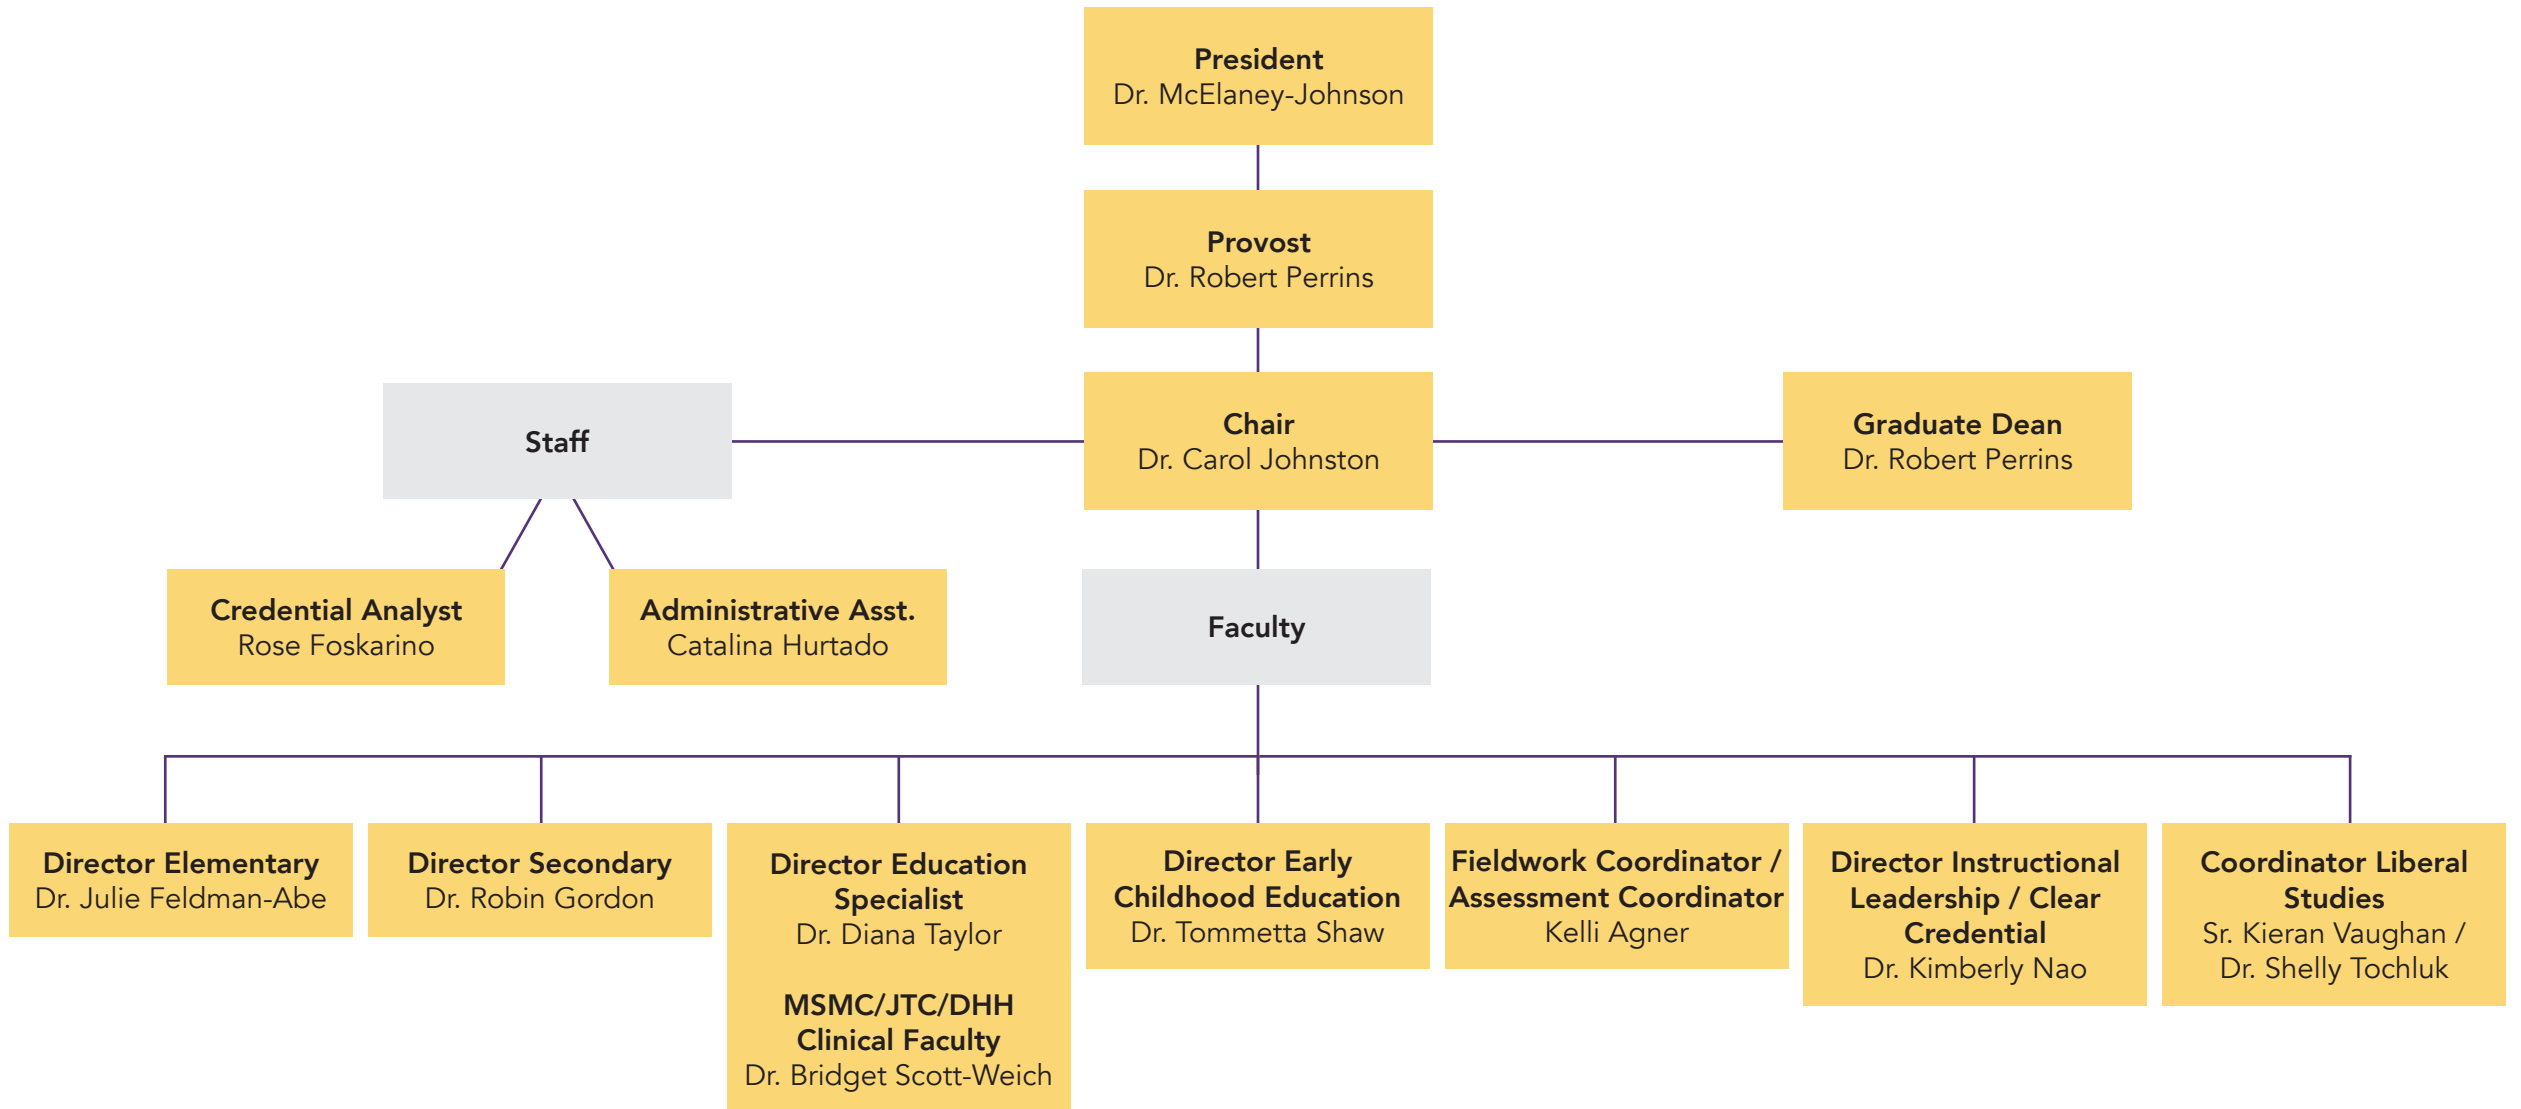 President
Dr. McElaney-Johnson
Provost
Dr. Robert Perrins
Staff
Chair
Dr. Carol Johnston
Graduate Dean
Dr. Robert Perrins
Credential Analyst
Rose Foskarino
Administrative Asst.
Catalina Hurtado
Faculty
Director Elementary
Dr. Julie Feldman-Abe
Director Secondary
Dr. Robin Gordon
Director Education
Specialist
Dr. Diana Taylor
MSMC/JTC/DHH
Clinical Faculty
Dr. Bridget Scott-Weich
Director Early
Childhood Education
Dr. Tommetta Shaw
Fieldwork Coordinator /
Assessment Coordinator
Kelli Agner
Director Instructional
Leadership / Clear
Credential
Dr. Kimberly Nao
Coordinator Liberal
Studies
Sr. Kieran Vaughan /
Dr. Shelly Tochluk